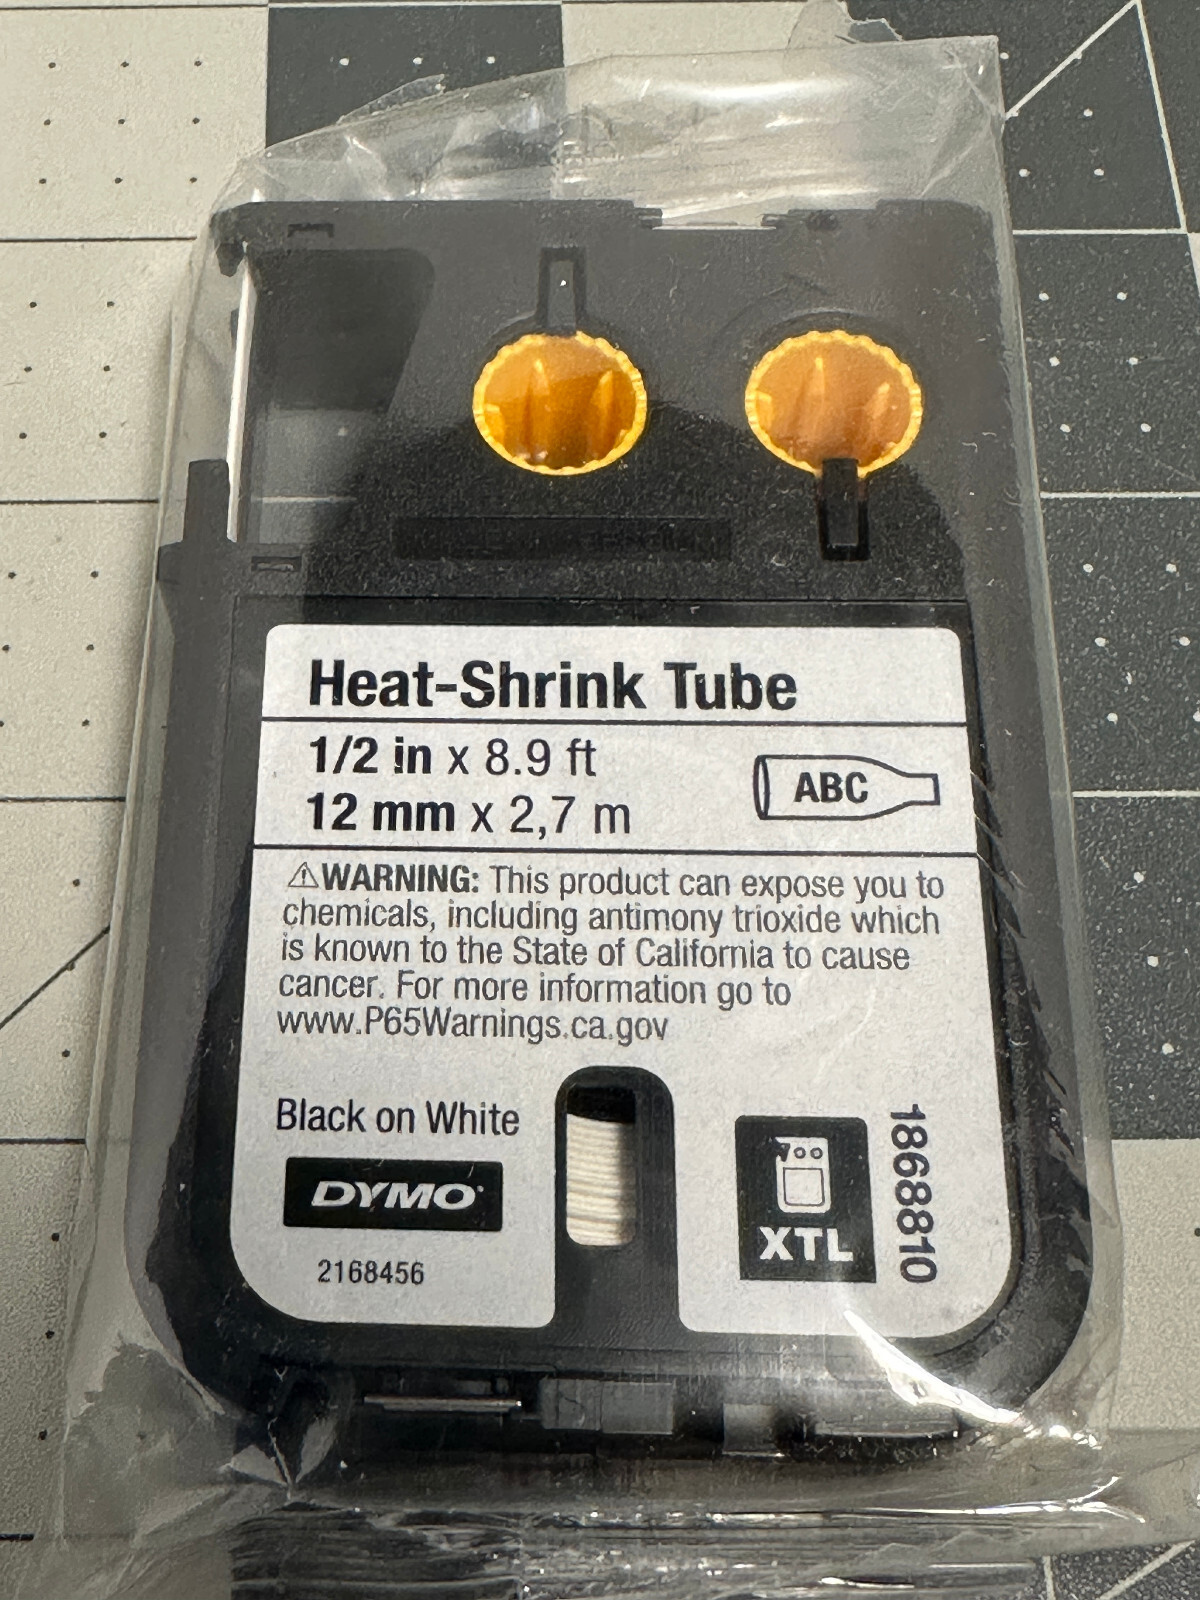 Heat-Shrink Tube
1/2 in x 8.9 ft
12 mm x 2,7 m
ABC
⚠WARNING: This product can expose you to
chemicals, including antimony trioxide which
is known to the State of California to cause
cancer. For more information go to
www.P65Warnings.ca.gov
Black on White
DYMO
2168456
XTL
1868810